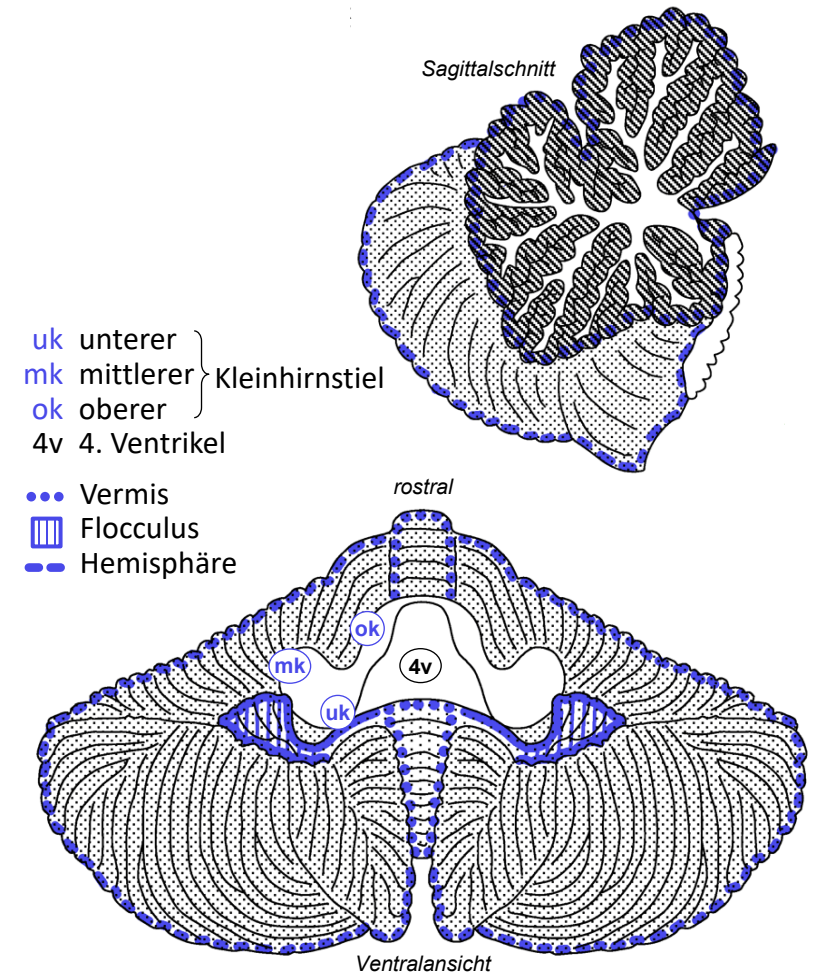 Sagittalschnitt
uk unterer
mk mittlerer
ok oberer
Kleinhirnstiel
4v 4. Ventrikel
Vermis
Flocculus
Hemisphäre
rostral
ok
mk
4v
uk
Ventralansicht